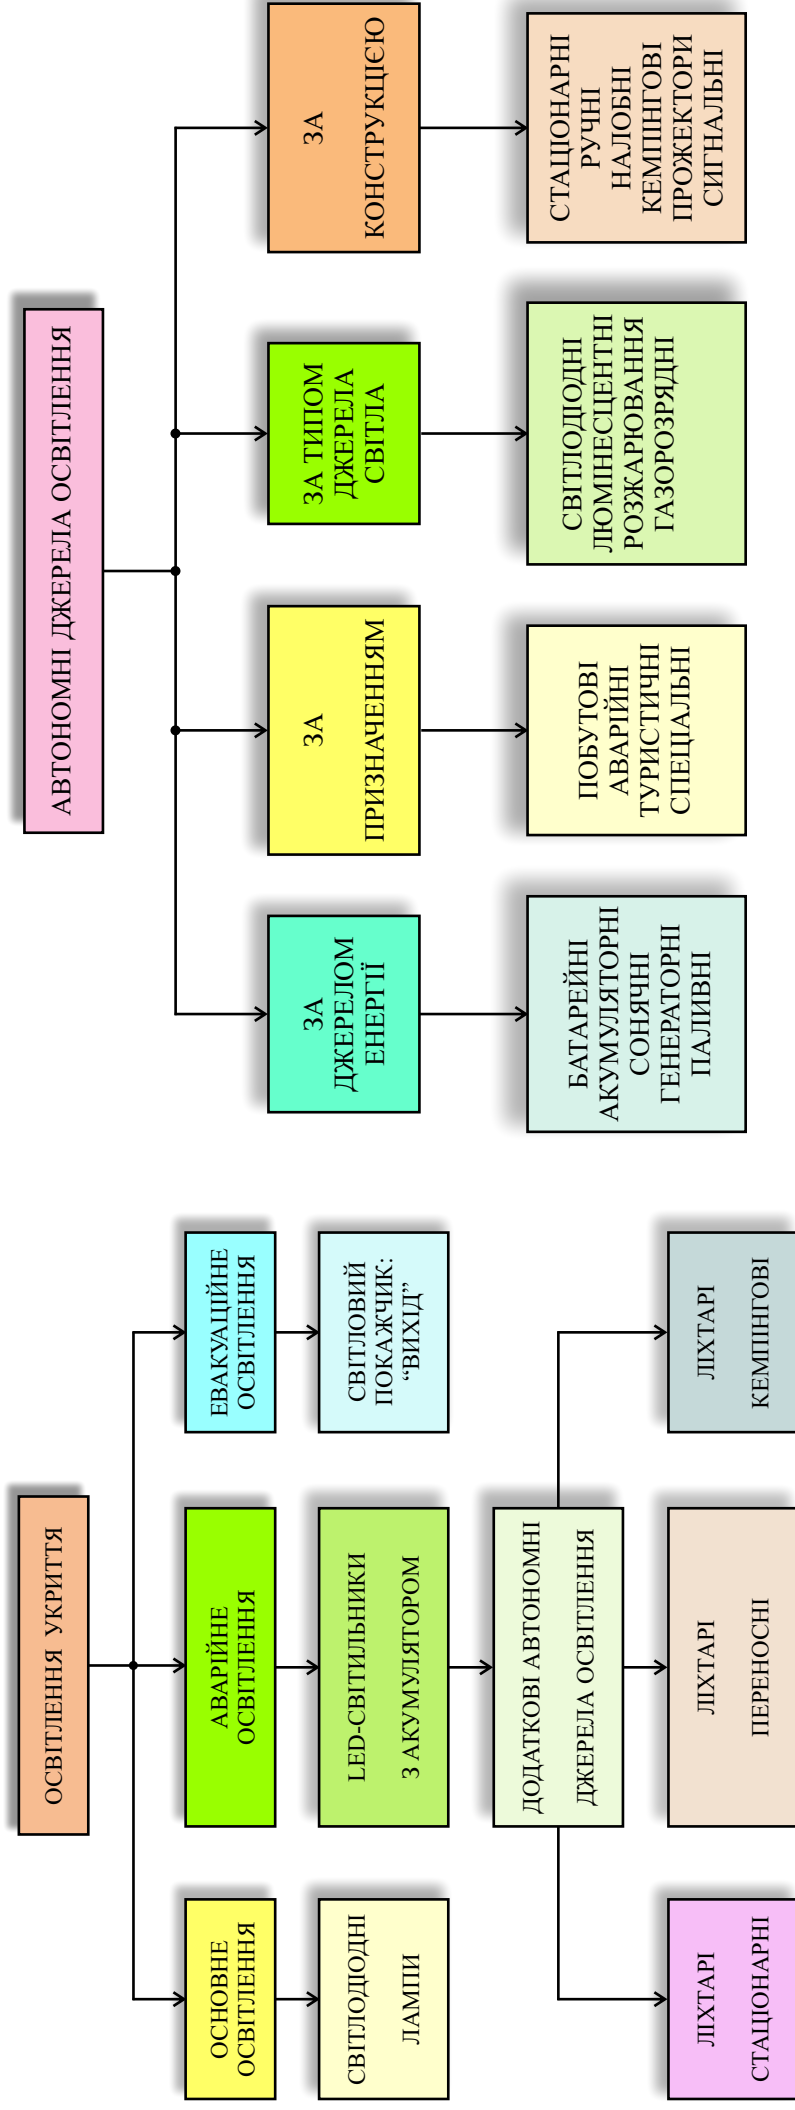 ОСВІТЛЕННЯ УКРИТТЯ
ОСНОВНЕ
ОСВІТЛЕННЯ
АВАРІЙНЕ
ОСВІТЛЕННЯ
ЕВАКУАЦІЙНЕ
ОСВІТЛЕННЯ
СВІТЛОДІОДНІ
ЛАМПИ
LED-СВІТИЛЬНИКИ
З АКУМУЛЯТОРОМ
СВІТЛОВИЙ
ПОКАЖЧИК:
“ВИХІД”
ДОДАТКОВІ АВТОНОМНІ
ДЖЕРЕЛА ОСВІТЛЕННЯ
ЛІХТАРІ
СТАЦІОНАРНІ
ЛІХТАРІ
ПЕРЕНОСНІ
ЛІХТАРІ
КЕМПІНГОВІ
АВТОНОМНІ ДЖЕРЕЛА ОСВІТЛЕННЯ
ЗА
ДЖЕРЕЛОМ
ЕНЕРГІЇ
ЗА
ПРИЗНАЧЕННЯМ
ЗА ТИПОМ
ДЖЕРЕЛА
СВІТЛА
ЗА
КОНСТРУКЦІЄЮ
БАТАРЕЙНІ
АКУМУЛЯТОРНІ
СОНЯЧНІ
ГЕНЕРАТОРНІ
ПАЛИВНІ
ПОБУТОВІ
АВАРІЙНІ
ТУРИСТИЧНІ
СПЕЦІАЛЬНІ
СВІТЛОДІОДНІ
ЛЮМІНЕСЦЕНТНІ
РОЗЖАРЮВАННЯ
ГАЗОРОЗРЯДНІ
СТАЦІОНАРНІ
РУЧНІ
НАЛОБНІ
КЕМПІНГОВІ
ПРОЖЕКТОРИ
СИГНАЛЬНІ